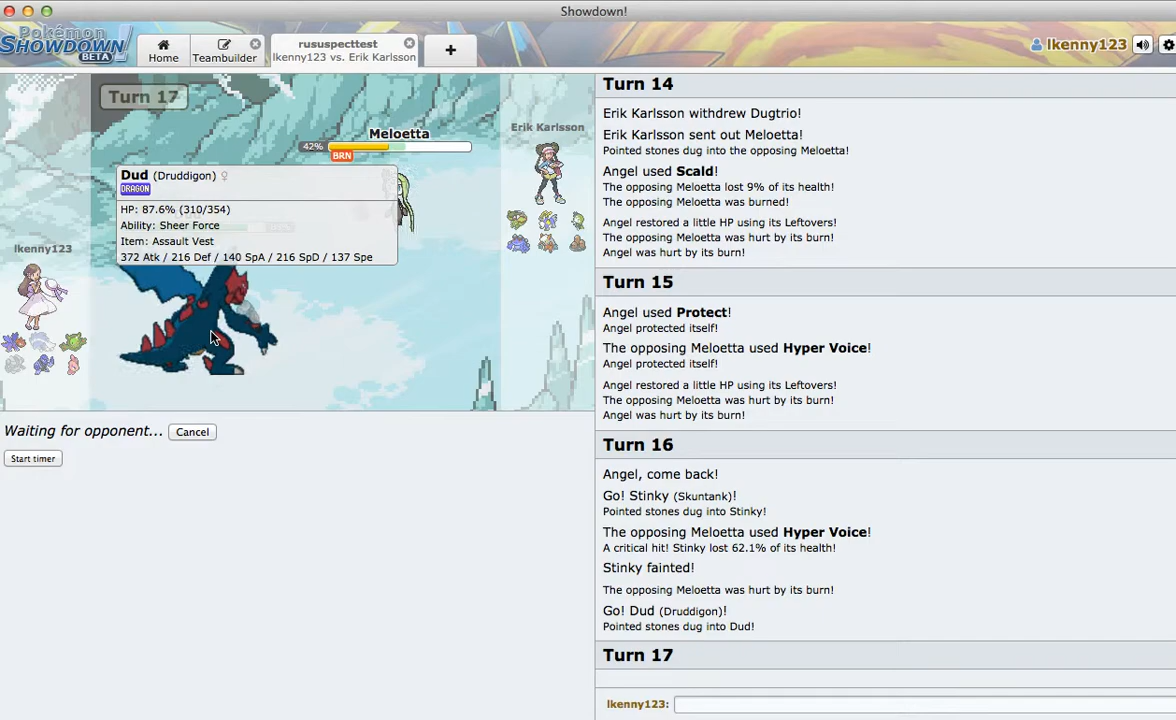 Showdown!
Pokémon
SHOWDOWN!
BETA
Home
Teambuilder
rususpecttest
lkenny123 vs. Erik Karlsson
+
lkenny123
Turn 17
Meloetta
42%
BRN
Erik Karlsson
Dud (Druddigon) ♀
DRAGON
HP: 87.6% (310/354)
Ability: Sheer Force
Item: Assault Vest
372 Atk / 216 Def / 140 SpA / 216 SpD / 137 Spe
lkenny123
Waiting for opponent... Cancel
Start timer
Turn 14
Erik Karlsson withdrew Dugtrio!
Erik Karlsson sent out Meloetta!
Pointed stones dug into the opposing Meloetta!
Angel used Scald!
The opposing Meloetta lost 9% of its health!
The opposing Meloetta was burned!
Angel restored a little HP using its Leftovers!
The opposing Meloetta was hurt by its burn!
Angel was hurt by its burn!
Turn 15
Angel used Protect!
Angel protected itself!
The opposing Meloetta used Hyper Voice!
Angel protected itself!
Angel restored a little HP using its Leftovers!
The opposing Meloetta was hurt by its burn!
Angel was hurt by its burn!
Turn 16
Angel, come back!
Go! Stinky (Skuntank)!
Pointed stones dug into Stinky!
The opposing Meloetta used Hyper Voice!
A critical hit! Stinky lost 62.1% of its health!
Stinky fainted!
The opposing Meloetta was hurt by its burn!
Go! Dud (Druddigon)!
Pointed stones dug into Dud!
Turn 17
lkenny123: